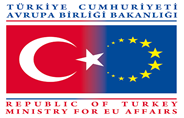 TÜRKİYE CUMHURİYETİ
AVRUPA BİRLİĞİ BAKANLIĞI
REPUBLIC OF TURKEY
MINISTRY FOR EU AFFAIRS